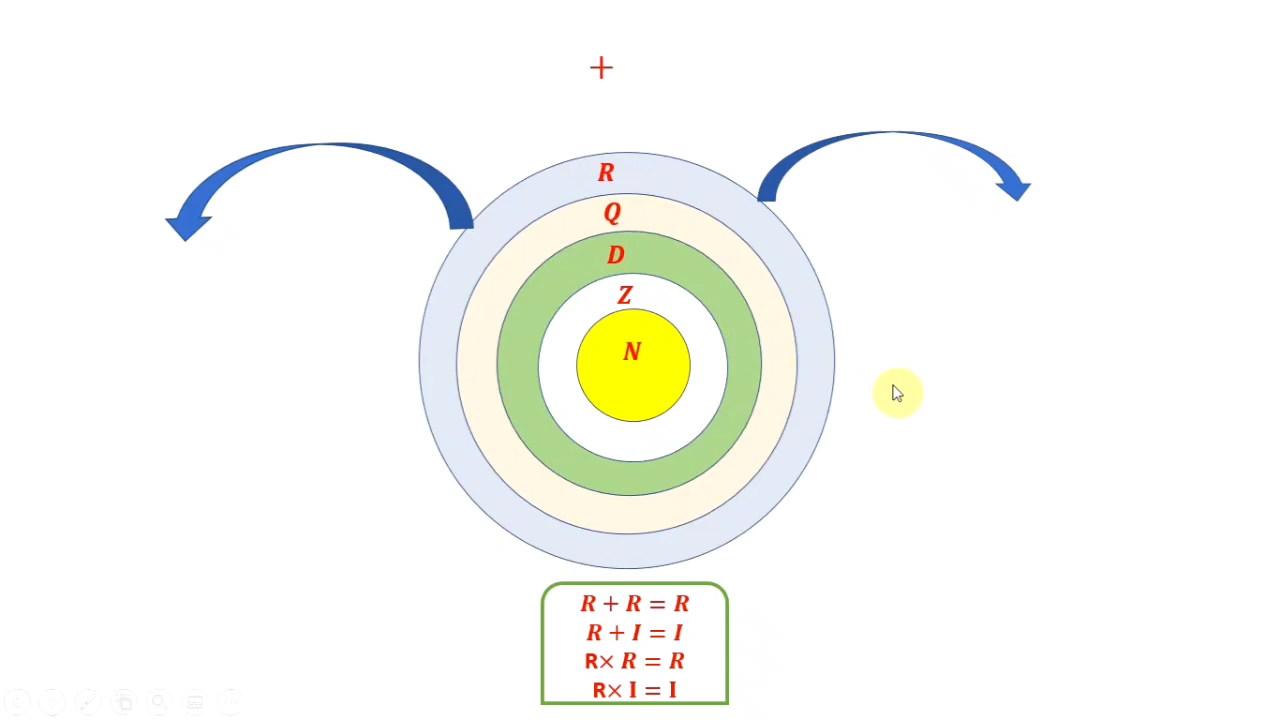 +
R
Q
D
Z
N
R + R = R
R + I = I
R× R = R
R× I = I